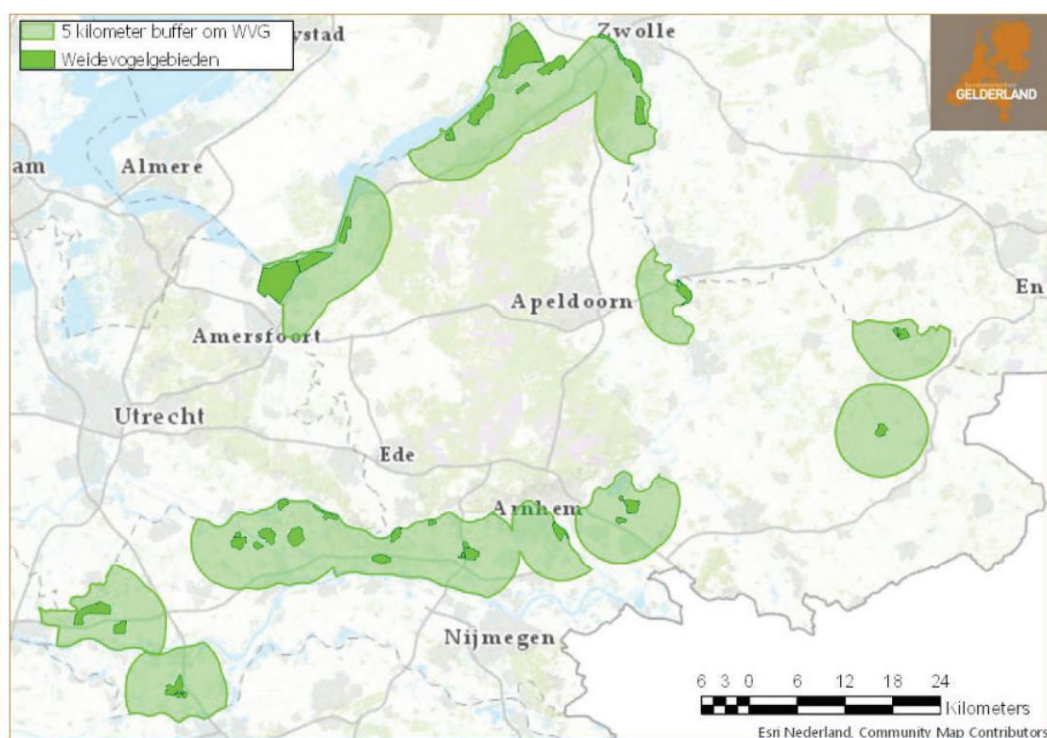 5 kilometer buffer om WVG
Weidevogelgebieden
ystad
Zwolle
GELDERLAND
am
Almere
Apeldoorn
En
Amersfoort
Utrecht
Ede
Arnhem
Nijmegen
6 3 0 6 12 18 24
Kilometers
Esri Nederland, Community Map Contributors